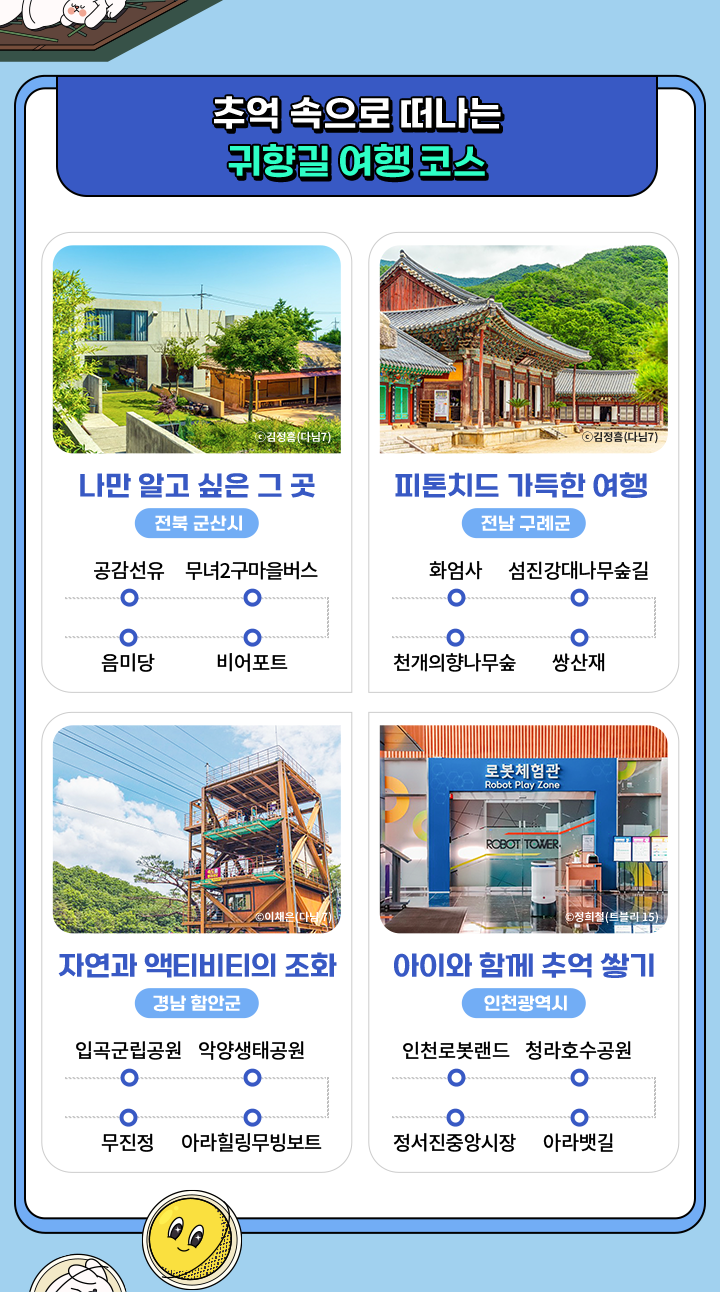 추억 속으로 떠나는
귀향길 여행 코스
ⓒ김정흠(다님7)
나만 알고 싶은 그 곳
전북 군산시
공감선유 무녀2구마을버스
음미당 비어포트
ⓒ김정흠(다님7)
피톤치드 가득한 여행
전남 구례군
화엄사 섬진강대나무숲길
천개의향나무숲 쌍산재
ⓒ이채은(다님7)
자연과 액티비티의 조화
경남 함안군
입곡군립공원 악양생태공원
무진정 아라힐링무빙보트
로봇체험관
Robot Play Zone
ROBOT TOWER
ⓒ정희철(트블리 15)
아이와 함께 추억 쌓기
인천광역시
인천로봇랜드 청라호수공원
정서진중앙시장 아라뱃길